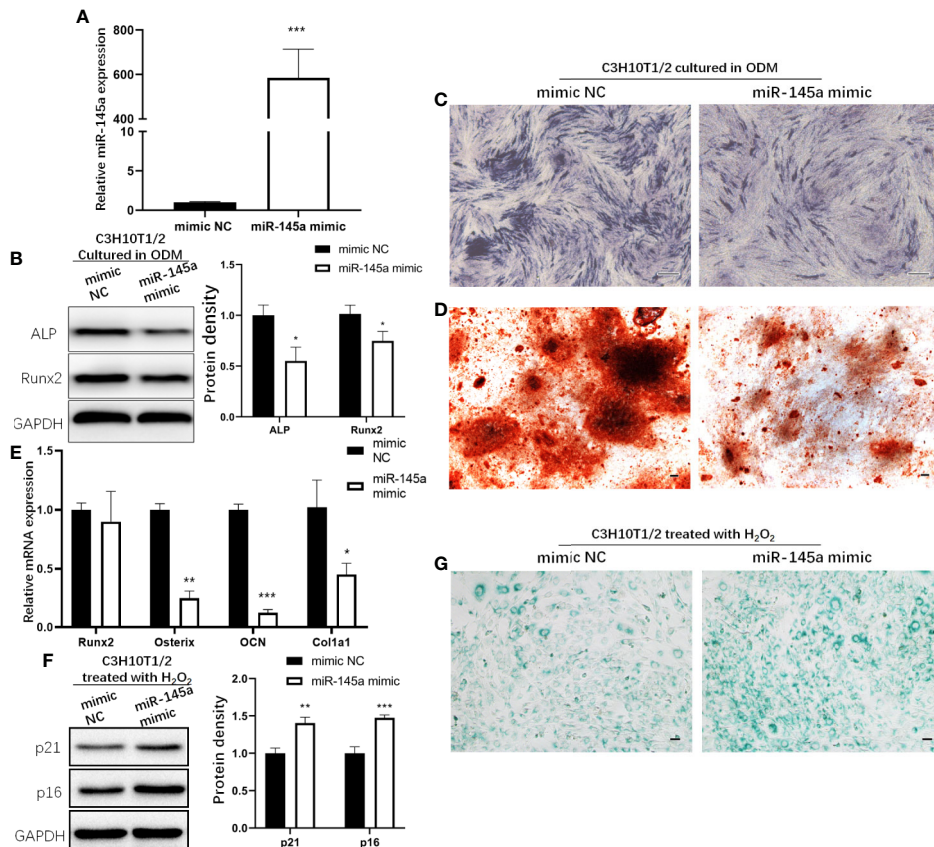 A
Relative miR-145a expression
800
600
400
10
5
0
***
mimic NC
miR-145a mimic
B
C3H10T1/2
Cultured in ODM
mimic
NC
miR-145a
mimic
ALP
Runx2
GAPDH
mimic NC
miR-145a mimic
Protein density
1.5
1.0
0.5
0.0
*
*
ALP
Runx2
C3H10T1/2 cultured in ODM
mimic NC
miR-145a mimic
C
D
E
mimic
NC
miR-145a
mimic
Relative mRNA expression
1.5
1.0
0.5
0.0
**
***
*
Runx2
Osterix
OCN
Col1a1
F
C3H10T1/2
treated with H₂O₂
mimic
NC
miR-145a
mimic
p21
p16
GAPDH
mimic NC
miR-145a mimic
Protein density
2.0
1.5
1.0
0.5
0.0
**
***
p21
p16
C3H10T1/2 treated with H₂O₂
mimic NC
miR-145a mimic
G